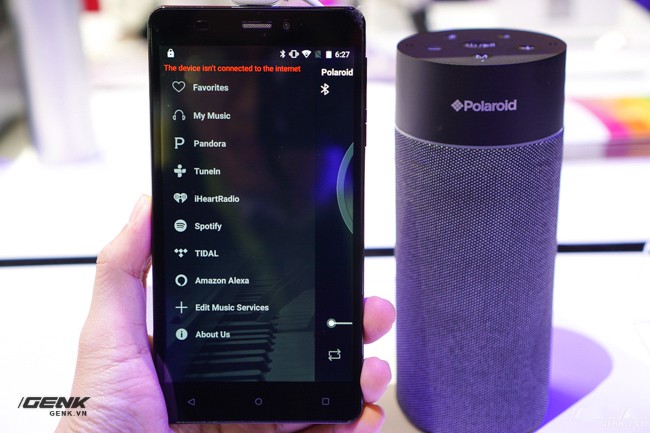 6:27
The device isn't connected to the internet
Polaroid
Favorites
My Music
Pandora
TuneIn
iHeartRadio
Spotify
TIDAL
Amazon Alexa
Edit Music Services
About Us
Polaroid
GENK
GENK.VN